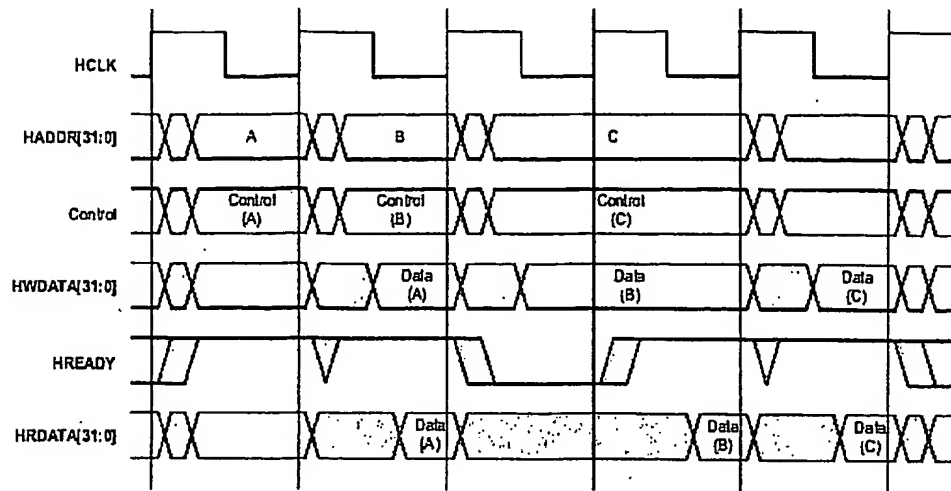 HCLK
HADDR[31:0]
A
B
C
Control
Control
(A)
Control
(B)
Control
(C)
HWDATA[31:0]
Data
(A)
Data
(B)
Data
(C)
HREADY
HRDATA[31:0]
Data
(A)
Data
(B)
Data
(C)